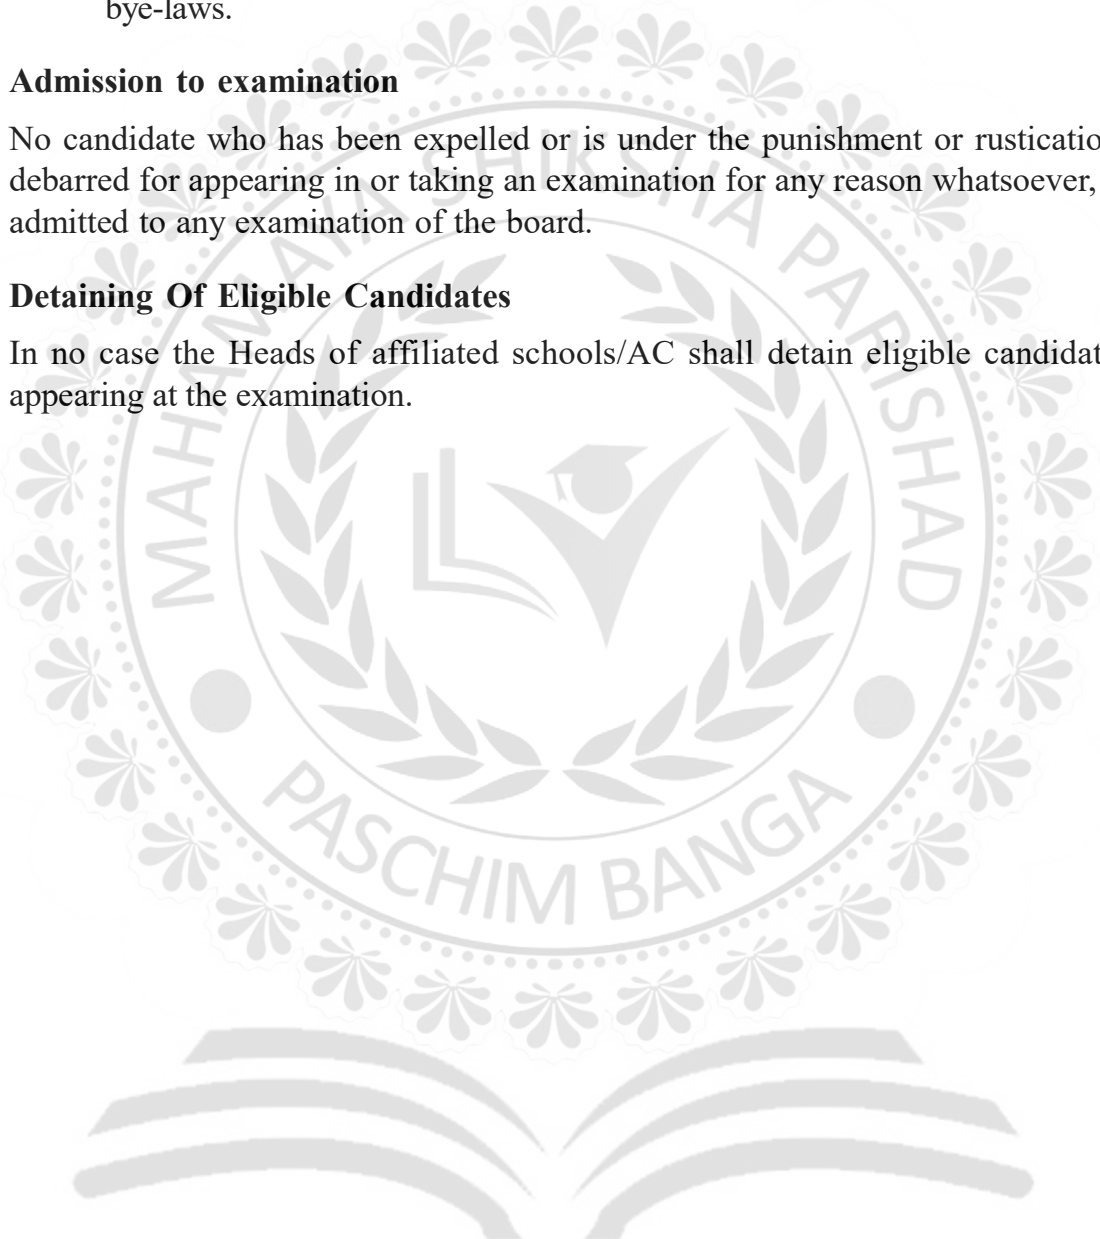 bye-laws.
Admission to examination
No candidate who has been expelled or is under the punishment or rusticatio
debarred for appearing in or taking an examination for any reason whatsoever,
admitted to any examination of the board.
Detaining Of Eligible Candidates
In no case the Heads of affiliated schools/AC shall detain eligible candidat
appearing at the examination.
MAHAMAYA SHIKSHA PARISHAD
PASCHIM BANGA